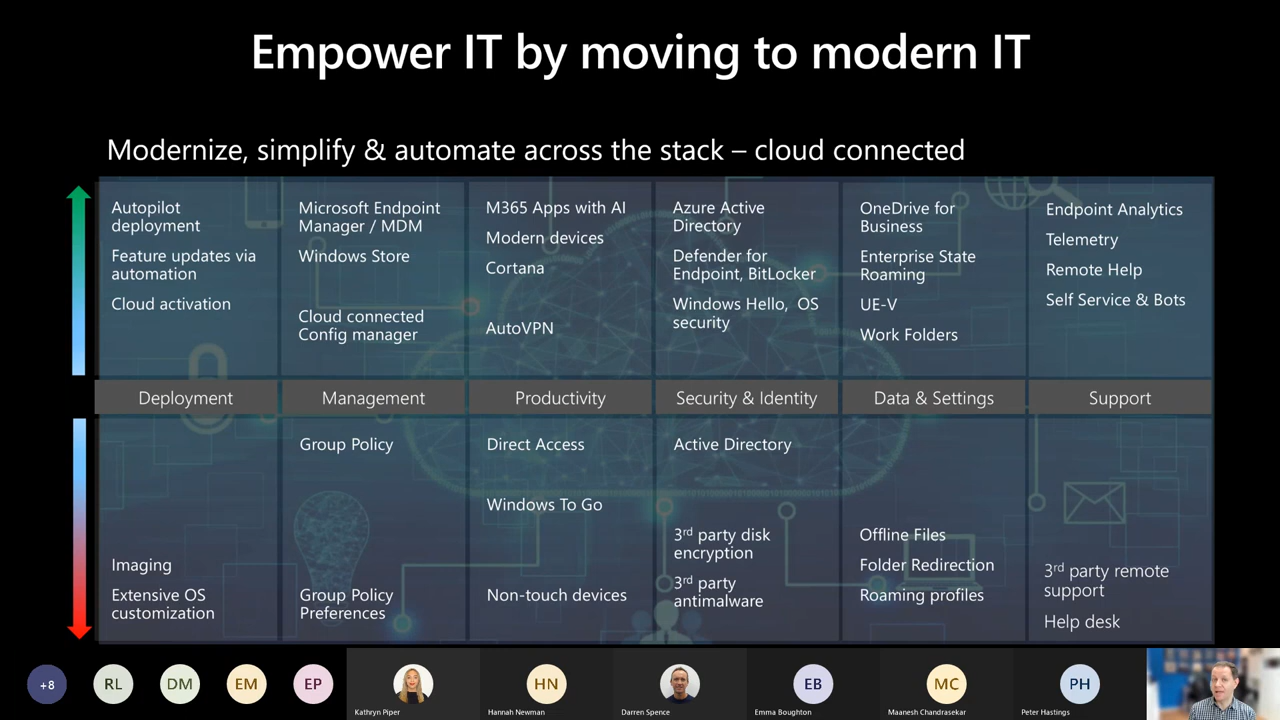 Empower IT by moving to modern IT
Modernize, simplify & automate across the stack – cloud connected
Autopilot
deployment
Feature updates via
automation
Cloud activation
Microsoft Endpoint
Manager / MDM
Windows Store
Cloud connected
Config manager
M365 Apps with AI
Modern devices
Cortana
AutoVPN
Azure Active
Directory
Defender for
Endpoint, BitLocker
Windows Hello, OS
security
OneDrive for
Business
Enterprise State
Roaming
UE-V
Work Folders
Endpoint Analytics
Telemetry
Remote Help
Self Service & Bots
Deployment
Management
Productivity
Security & Identity
Data & Settings
Support
Imaging
Extensive OS
customization
Group Policy
Group Policy
Preferences
Direct Access
Windows To Go
Non-touch devices
Active Directory
3rd party disk
encryption
3rd party
antimalware
Offline Files
Folder Redirection
Roaming profiles
3rd party remote
support
Help desk
+8
RL
DM
EM
EP
Kathryn Piper
HN
Hannah Newman
Darren Spence
EB
Emma Boughton
MC
Maanesh Chandrasekar
PH
Peter Hastings